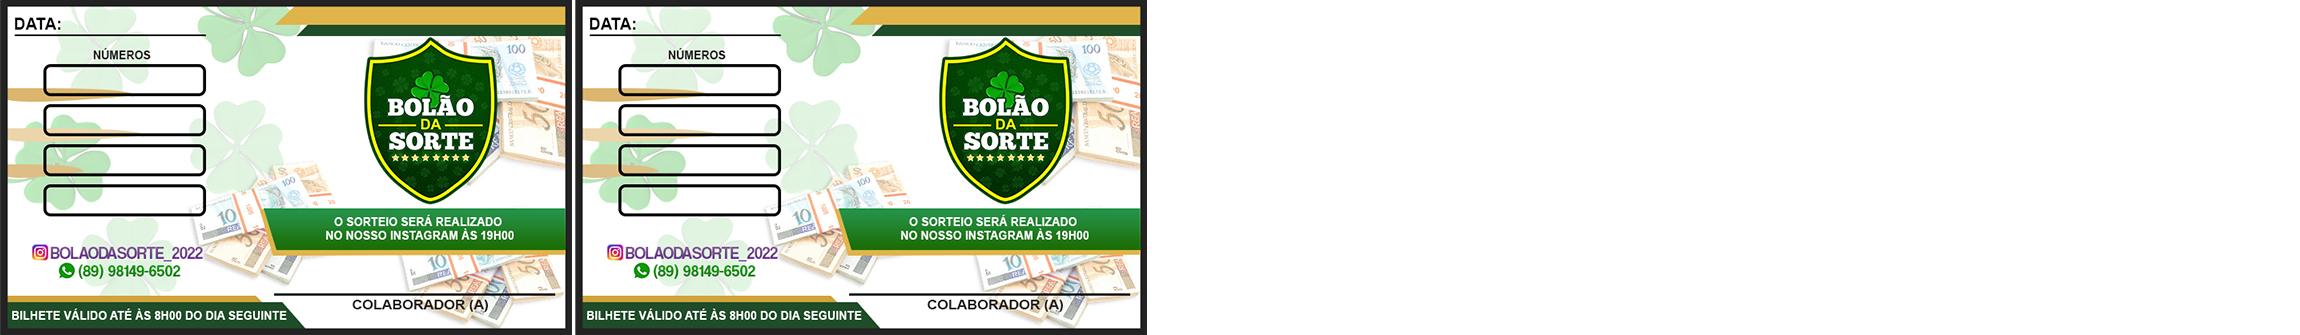 DATA:
NÚMEROS
BOLÃO
DA
SORTE
O SORTEIO SERÁ REALIZADO
NO NOSSO INSTAGRAM ÀS 19H00
BOLAODASORTE_2022
(89) 98149-6502
COLABORADOR (A)
BILHETE VÁLIDO ATÉ ÀS 8H00 DO DIA SEGUINTE
DATA:
NÚMEROS
BOLÃO
DA
SORTE
O SORTEIO SERÁ REALIZADO
NO NOSSO INSTAGRAM ÀS 19H00
BOLAODASORTE_2022
(89) 98149-6502
COLABORADOR (A)
BILHETE VÁLIDO ATÉ ÀS 8H00 DO DIA SEGUINTE